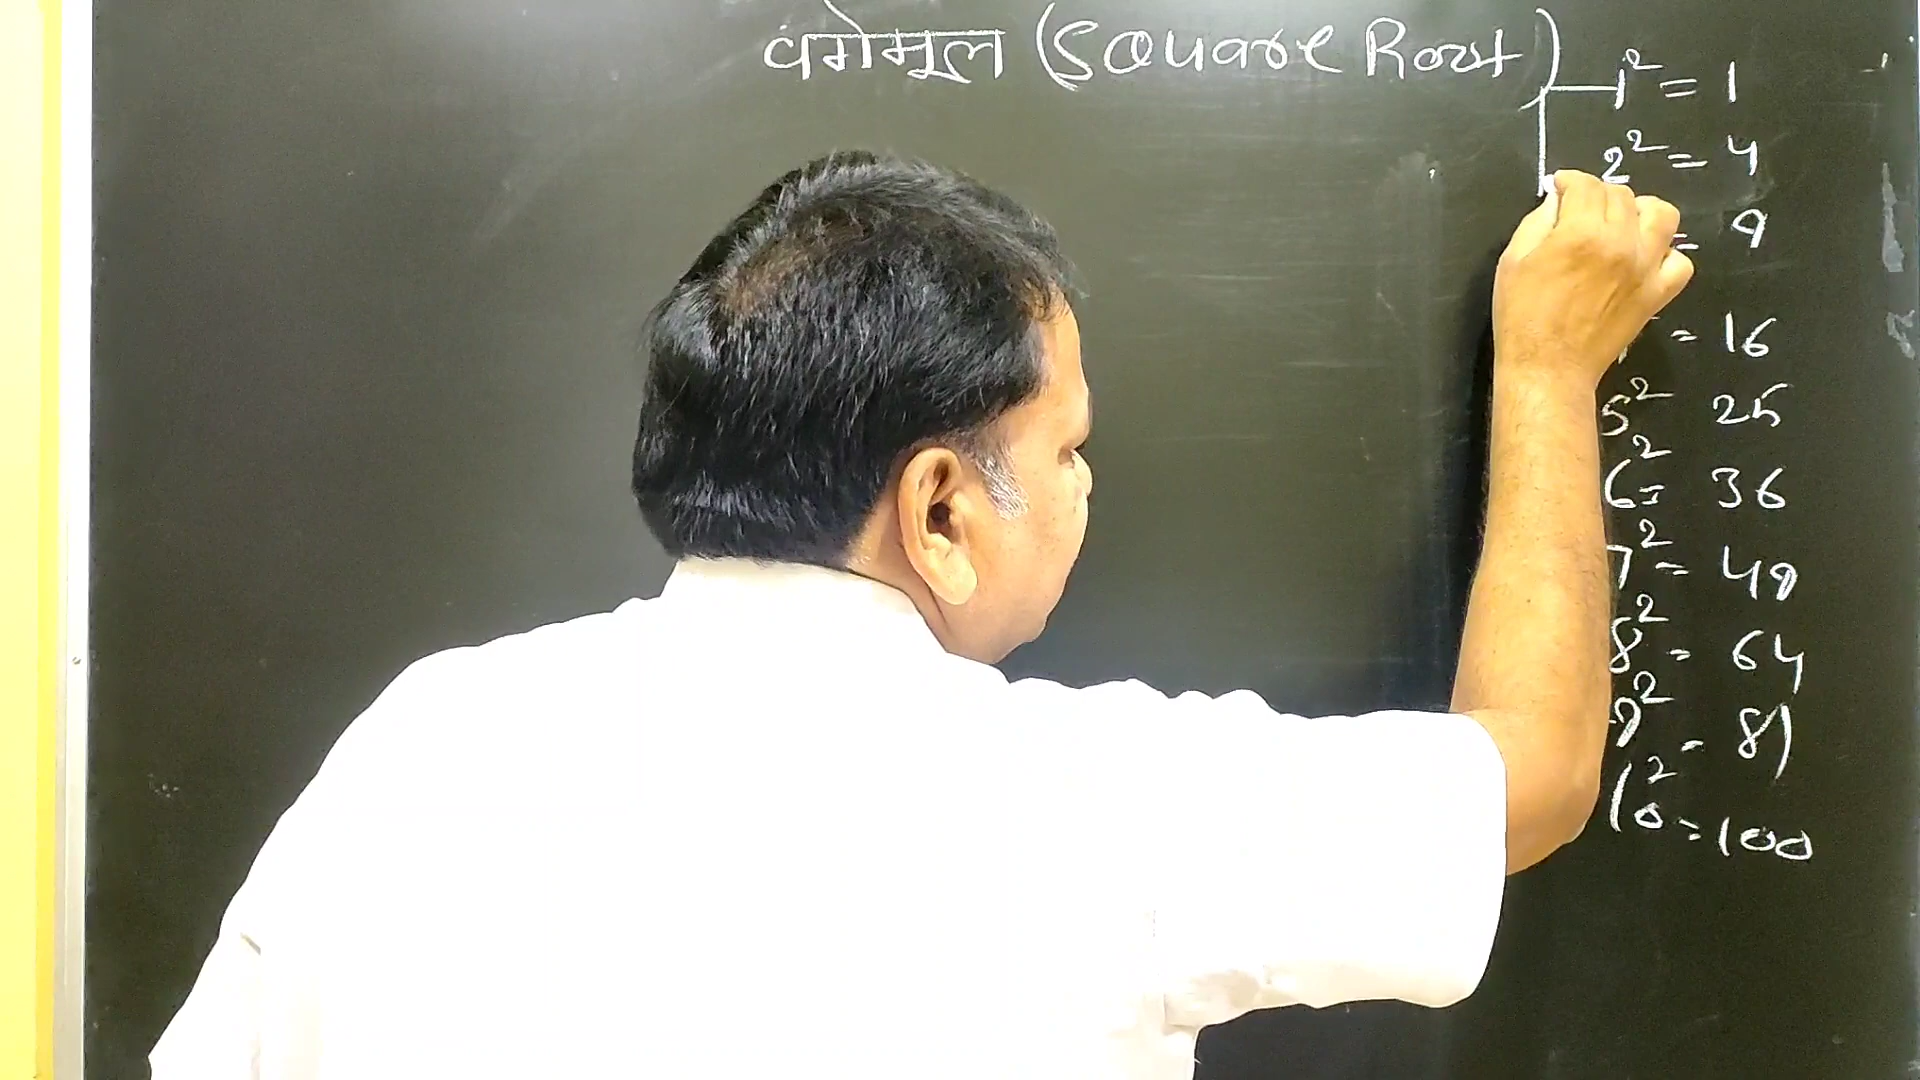 वर्गमूल (Square Root)
1² = 1
2² = 4
= 9
= 16
5² 25
6² = 36
7² = 49
8² = 64
9² - 81
10² = 100